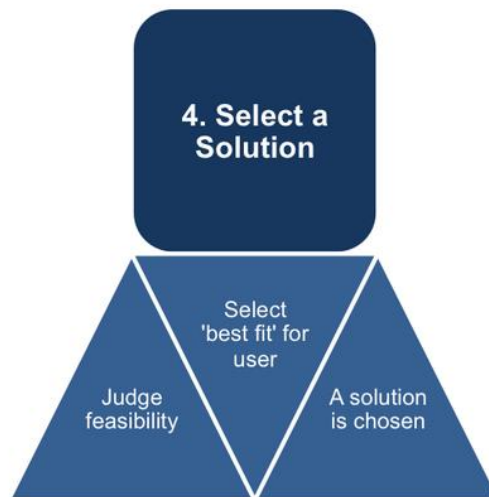 4. Select a
Solution
Select
'best fit' for
user
Judge
feasibility
A solution
is chosen